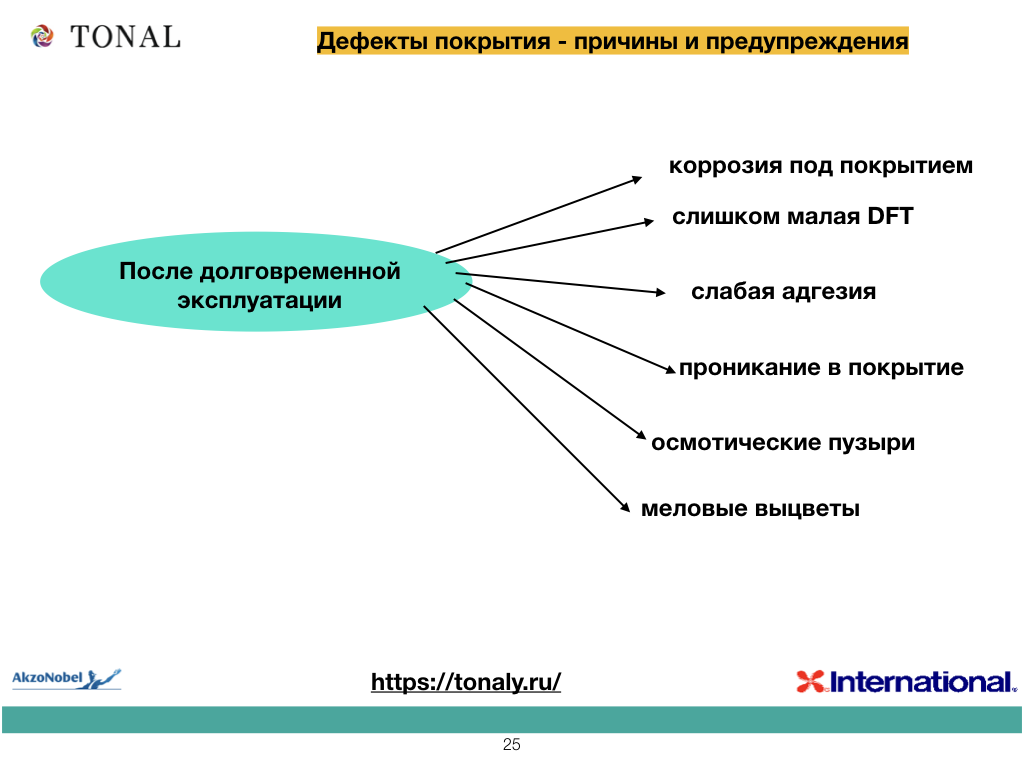 TONAL
Дефекты покрытия - причины и предупреждения
коррозия под покрытием
слишком малая DFT
После долговременной
эксплуатации
слабая адгезия
проникание в покрытие
осмотические пузыри
меловые выцветы
AkzoNobel
https://tonaly.ru/
International
25